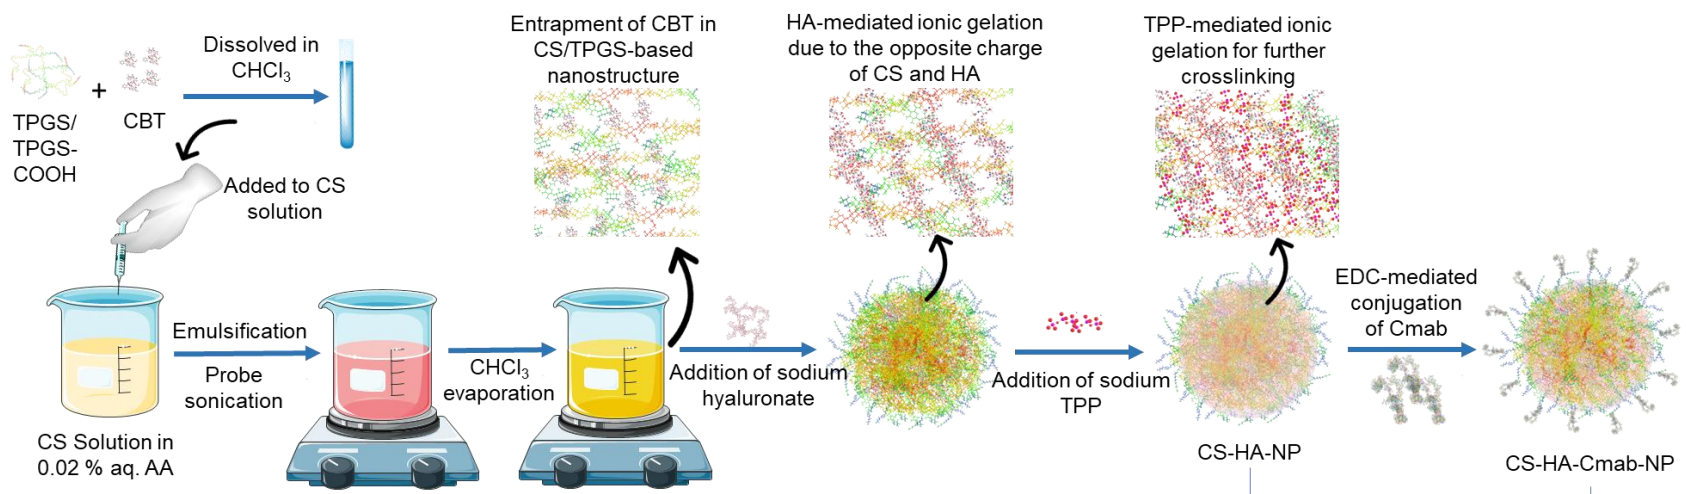 TPGS/
TPGS-
COOH
+
CBT
Dissolved in
CHCl₃
Added to CS
solution
CS Solution in
0.02 % aq. AA
Emulsification
Probe
sonication
CHCl₃
evaporation
Entrapment of CBT in
CS/TPGS-based
nanostructure
Addition of sodium
hyaluronate
HA-mediated ionic gelation
due to the opposite charge
of CS and HA
Addition of sodium
TPP
TPP-mediated ionic
gelation for further
crosslinking
CS-HA-NP
EDC-mediated
conjugation
of Cmab
CS-HA-Cmab-NP